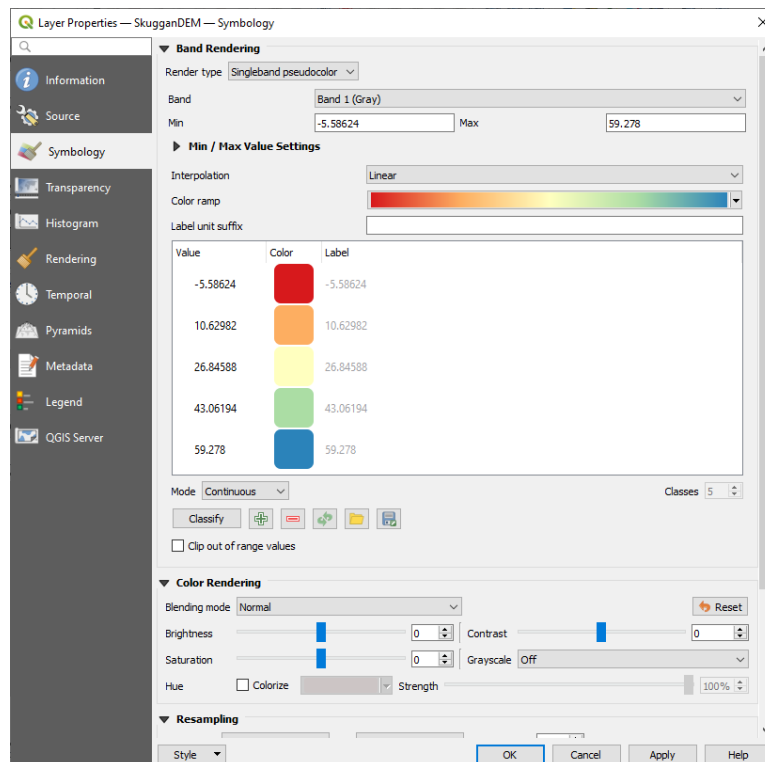 Layer Properties — SkugganDEM — Symbology
Information
Source
Symbology
Transparency
Histogram
Rendering
Temporal
Pyramids
Metadata
Legend
QGIS Server
Band Rendering
Render type Singleband pseudocolor
Band Band 1 (Gray)
Min -5.58624 Max 59.278
Min / Max Value Settings
Interpolation Linear
Color ramp
Label unit suffix
Value Color Label
-5.58624 -5.58624
10.62982 10.62982
26.84588 26.84588
43.06194 43.06194
59.278 59.278
Mode Continuous Classes 5
Classify
Clip out of range values
Color Rendering
Blending mode Normal Reset
Brightness 0 Contrast 0
Saturation 0 Grayscale Off
Hue Colorize Strength 100%
Resampling
Style OK Cancel Apply Help